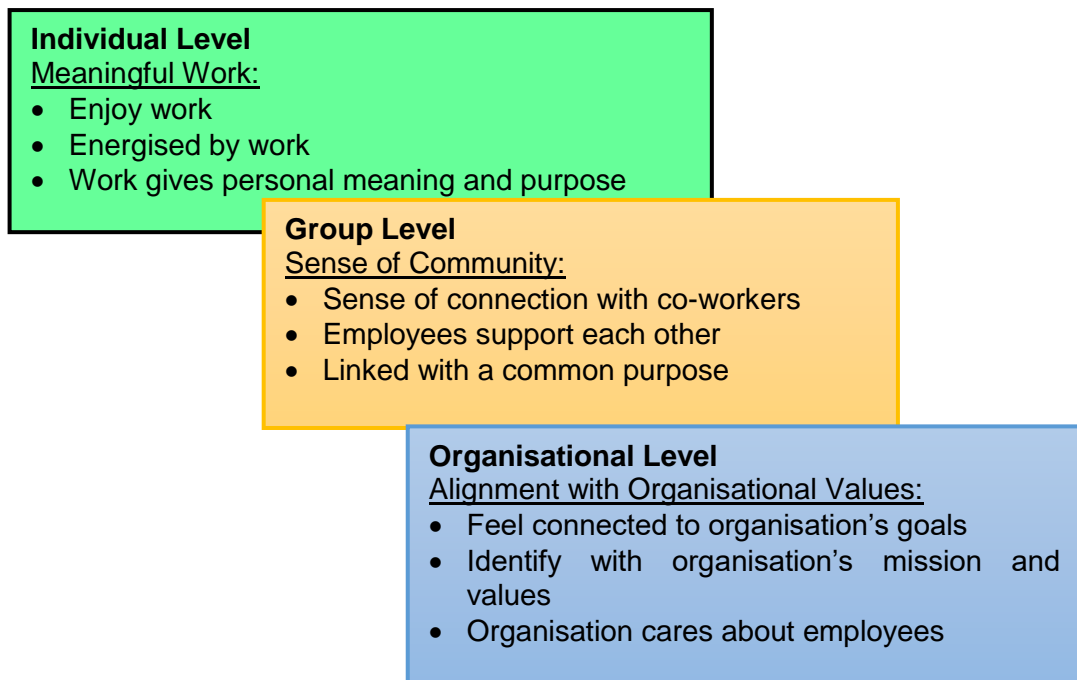 Individual Level
Meaningful Work:
• Enjoy work
• Energised by work
• Work gives personal meaning and purpose
Group Level
Sense of Community:
• Sense of connection with co-workers
• Employees support each other
• Linked with a common purpose
Organisational Level
Alignment with Organisational Values:
• Feel connected to organisation’s goals
• Identify with organisation’s mission and
values
• Organisation cares about employees